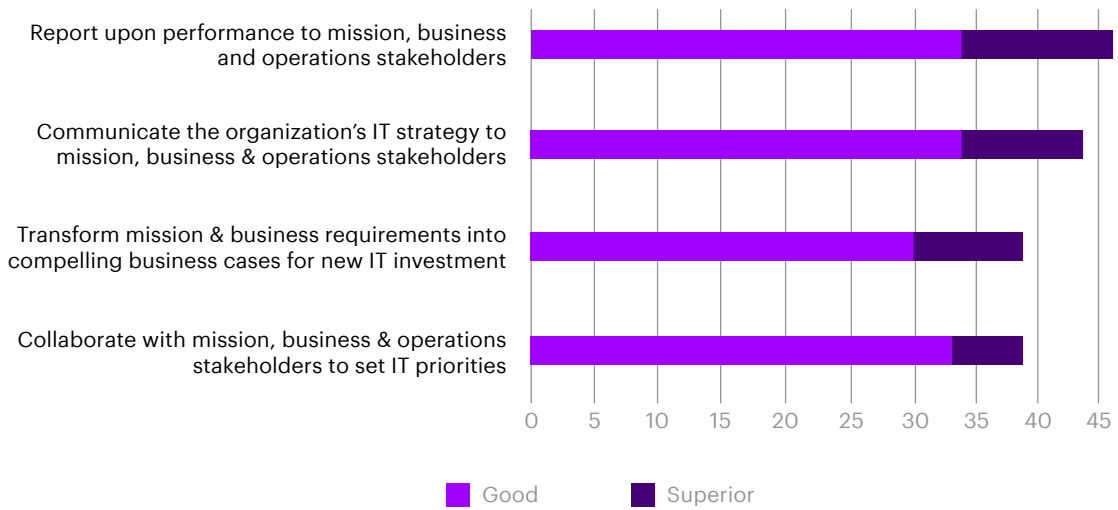 Report upon performance to mission, business
and operations stakeholders
Communicate the organization’s IT strategy to
mission, business & operations stakeholders
Transform mission & business requirements into
compelling business cases for new IT investment
Collaborate with mission, business & operations
stakeholders to set IT priorities
0 5 10 15 20 25 30 35 40 45
Good Superior